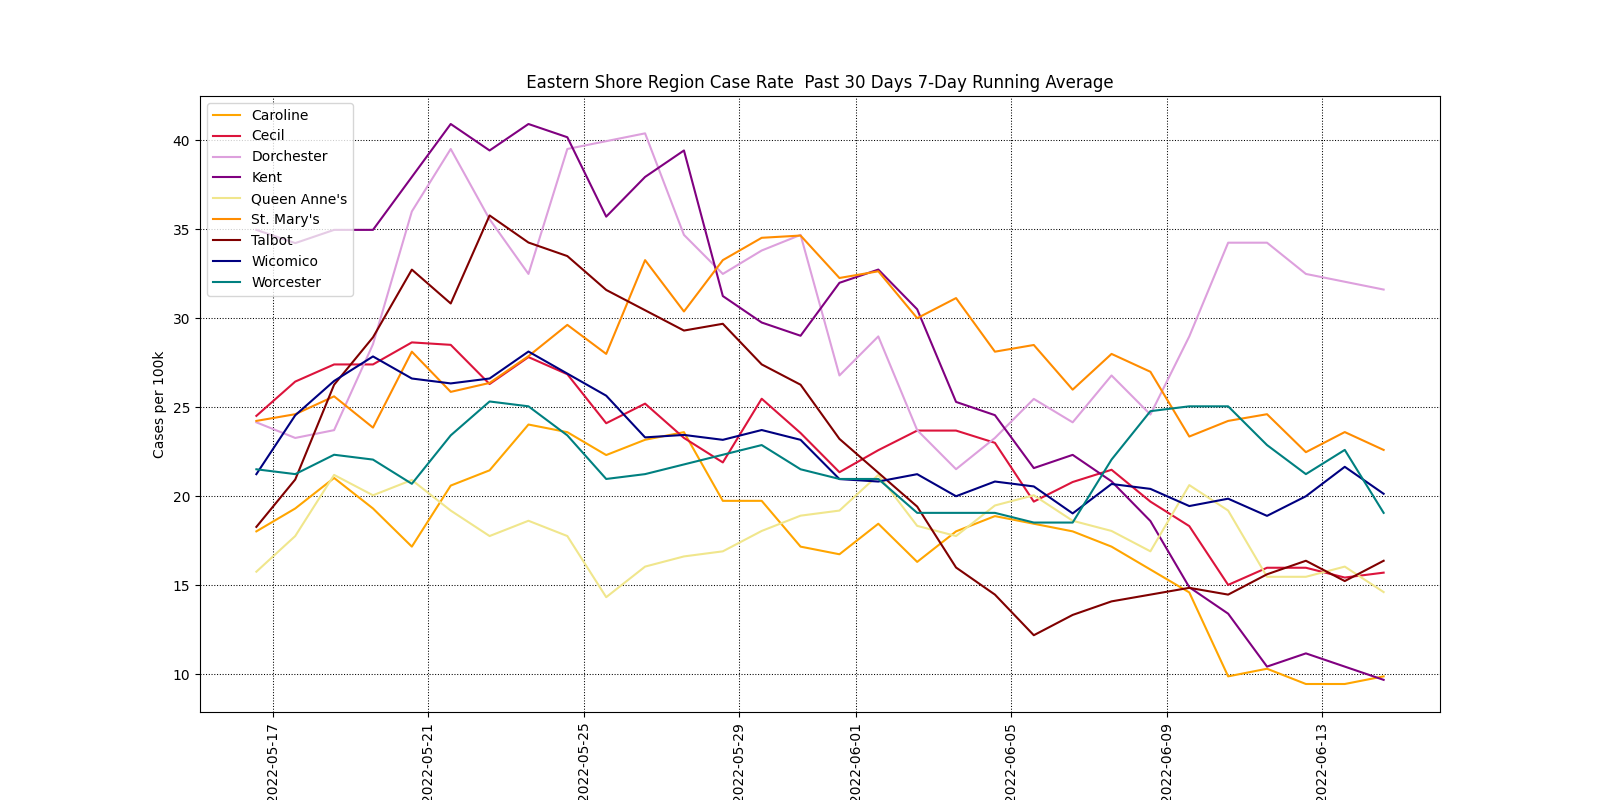 Eastern Shore Region Case Rate  Past 30 Days 7-Day Running Average
Caroline
Cecil
Dorchester
Kent
Queen Anne's
St. Mary's
Talbot
Wicomico
Worcester
Cases per 100k
40
35
30
25
20
15
10
2022-05-17
2022-05-21
2022-05-25
2022-05-29
2022-06-01
2022-06-05
2022-06-09
2022-06-13